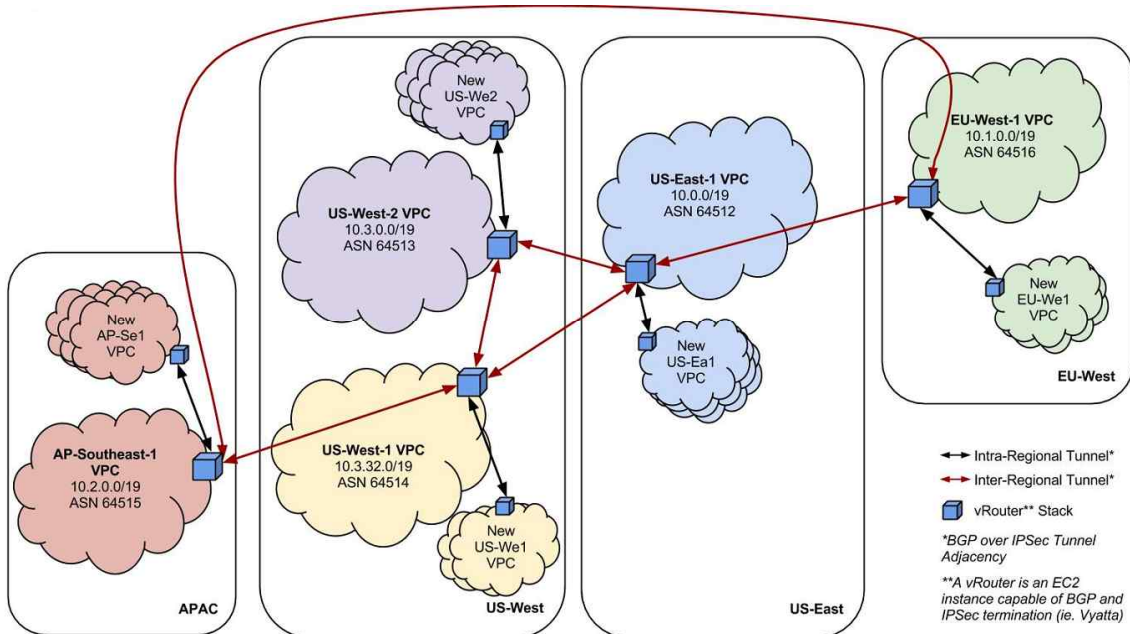 New
US-We2
VPC
US-West-2 VPC
10.3.0.0/19
ASN 64513
New
AP-Se1
VPC
AP-Southeast-1
VPC
10.2.0.0/19
ASN 64515
APAC
US-West-1 VPC
10.3.32.0/19
ASN 64514
New
US-We1
VPC
US-West
US-East-1 VPC
10.0.0/19
ASN 64512
New
US-Ea1
VPC
US-East
EU-West-1 VPC
10.1.0.0/19
ASN 64516
New
EU-We1
VPC
EU-West
Intra-Regional Tunnel*
Inter-Regional Tunnel*
vRouter** Stack
*BGP over IPSec Tunnel
Adjacency
**A vRouter is an EC2
instance capable of BGP and
IPSec termination (ie. Vyatta)